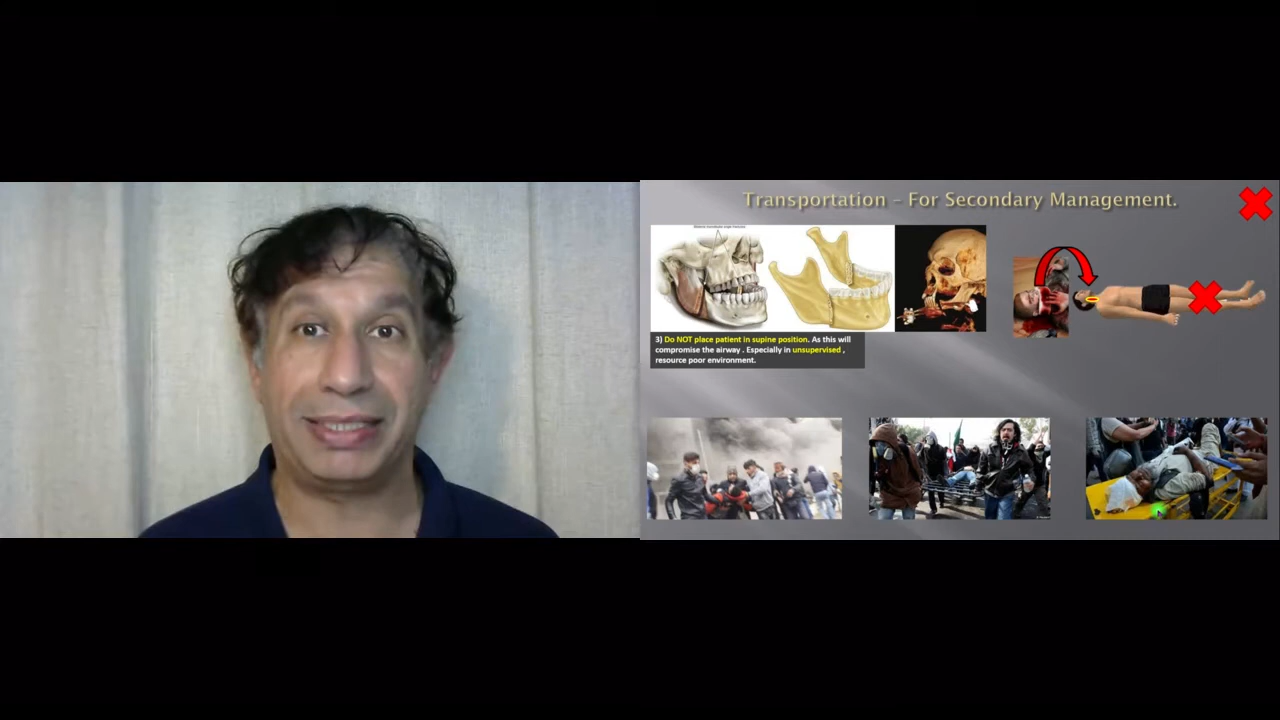 Transportation – For Secondary Management.
3) Do NOT place patient in supine position. As this will
compromise the airway . Especially in unsupervised ,
resource poor environment.